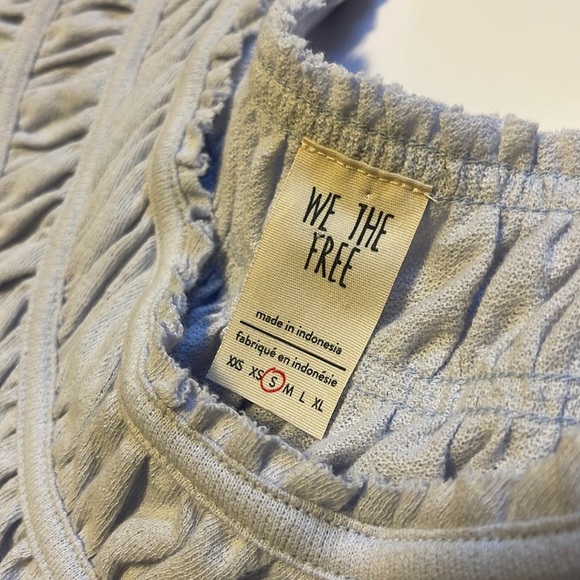 WE THE
FREE
made in indonesia
fabriqué en indonésie
XXS XS S M L XL